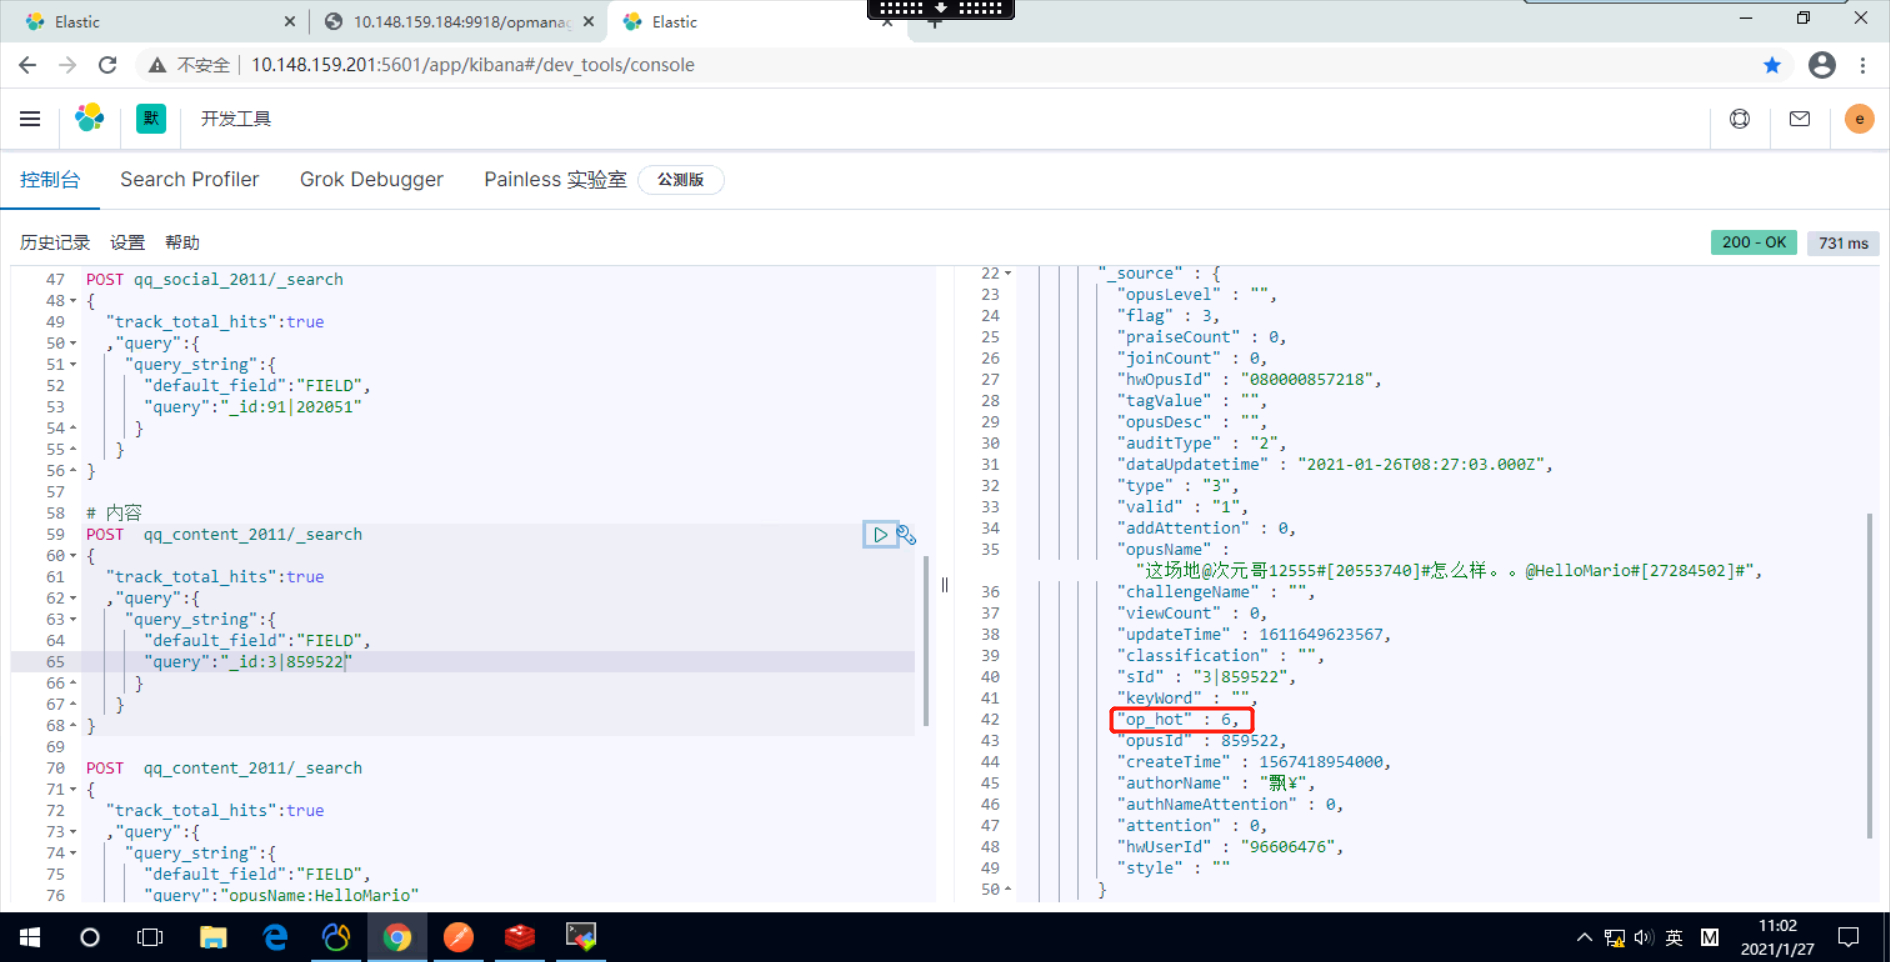 Elastic
10.148.159.184:9918/opmanag
Elastic
不安全
10.148.159.201:5601/app/kibana#/dev_tools/console
默
开发工具
e
控制台
Search Profiler
Grok Debugger
Painless 实验室
公测版
历史记录
设置
帮助
200 - OK
731 ms
47 POST qq_social_2011/_search
48 {
49 "track_total_hits":true
50 ,"query":{
51 "query_string":{
52 "default_field":"FIELD",
53 "query":"_id:91|202051"
54 }
55 }
56 }
57
58 # 内容
59 POST  qq_content_2011/_search
60 {
61 "track_total_hits":true
62 ,"query":{
63 "query_string":{
64 "default_field":"FIELD",
65 "query":"_id:3|859522"
66 }
67 }
68 }
69
70 POST  qq_content_2011/_search
71 {
72 "track_total_hits":true
73 ,"query":{
74 "query_string":{
75 "default_field":"FIELD",
76 "query":"opusName:HelloMario"
22 "_source" : {
23 "opusLevel" : "",
24 "flag" : 3,
25 "praiseCount" : 0,
26 "joinCount" : 0,
27 "hwOpusId" : "080000857218",
28 "tagValue" : "",
29 "opusDesc" : "",
30 "auditType" : "2",
31 "dataUpdatetime" : "2021-01-26T08:27:03.000Z",
32 "type" : "3",
33 "valid" : "1",
34 "addAttention" : 0,
35 "opusName" :
"这场地@次元哥12555#[20553740]#怎么样。。@HelloMario#[27284502]#",
36 "challengeName" : "",
37 "viewCount" : 0,
38 "updateTime" : 1611649623567,
39 "classification" : "",
40 "sId" : "3|859522",
41 "keyWord" : "",
42 "op_hot" : 6,
43 "opusId" : 859522,
44 "createTime" : 1567418954000,
45 "authorName" : "飘¥",
46 "authNameAttention" : 0,
47 "attention" : 0,
48 "hwUserId" : "96606476",
49 "style" : ""
50 }
英
M
11:02
2021/1/27